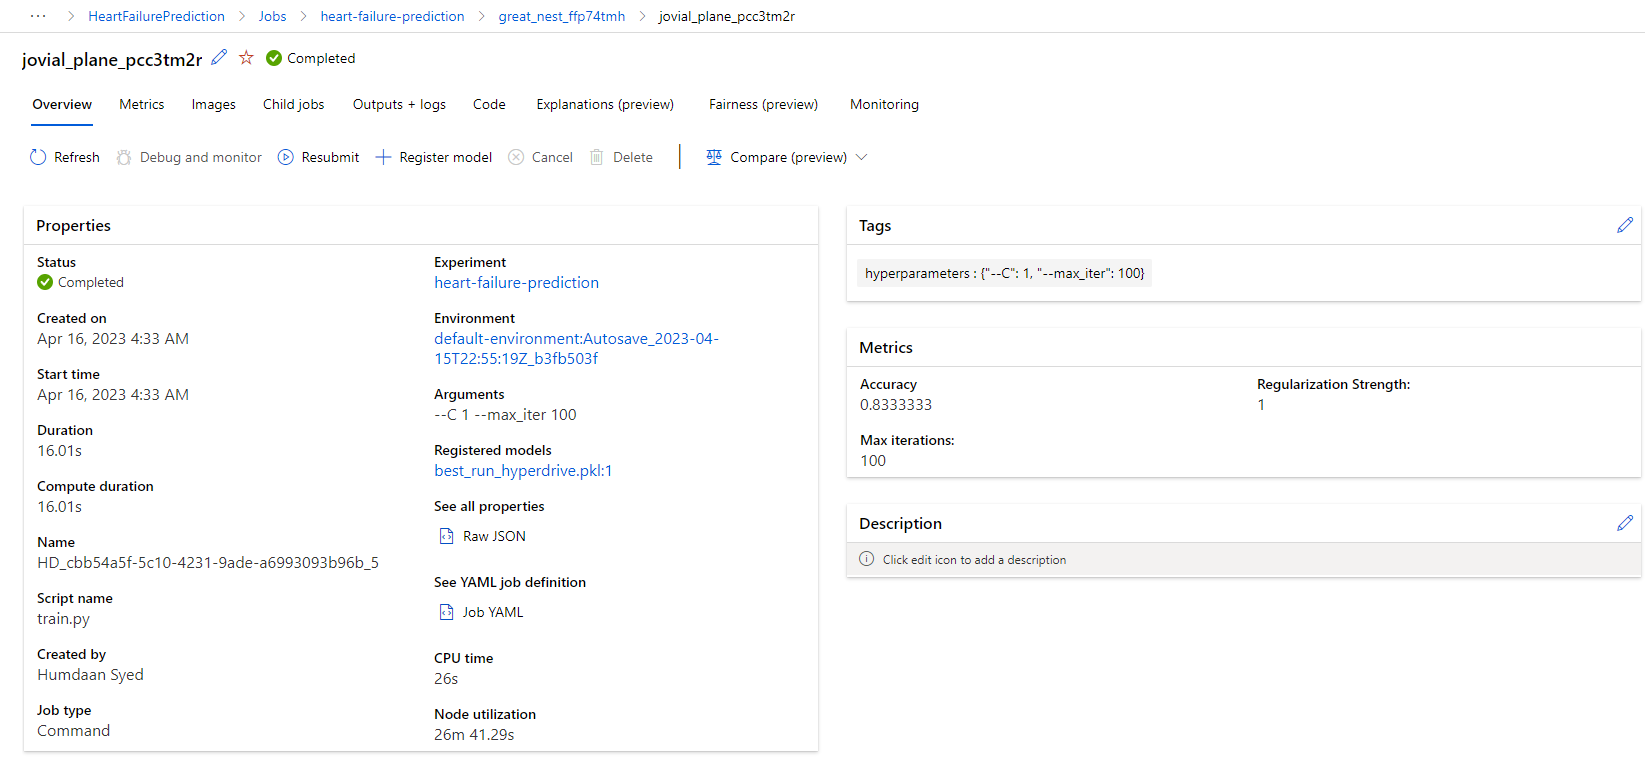 ··· > HeartFailurePrediction > Jobs > heart-failure-prediction > great_nest_ffp74tmh > jovial_plane_pcc3tm2r
jovial_plane_pcc3tm2r Completed
Overview Metrics Images Child jobs Outputs + logs Code Explanations (preview) Fairness (preview) Monitoring
Refresh Debug and monitor Resubmit Register model Cancel Delete Compare (preview)
Properties
Status
Completed
Created on
Apr 16, 2023 4:33 AM
Start time
Apr 16, 2023 4:33 AM
Duration
16.01s
Compute duration
16.01s
Name
HD_cbb54a5f-5c10-4231-9ade-a6993093b96b_5
Script name
train.py
Created by
Humdaan Syed
Job type
Command
Experiment
heart-failure-prediction
Environment
default-environment:Autosave_2023-04-
15T22:55:19Z_b3fb503f
Arguments
--C 1 --max_iter 100
Registered models
best_run_hyperdrive.pkl:1
See all properties
Raw JSON
See YAML job definition
Job YAML
CPU time
26s
Node utilization
26m 41.29s
Tags
hyperparameters : {"--C": 1, "--max_iter": 100}
Metrics
Accuracy
0.8333333
Regularization Strength:
1
Max iterations:
100
Description
Click edit icon to add a description